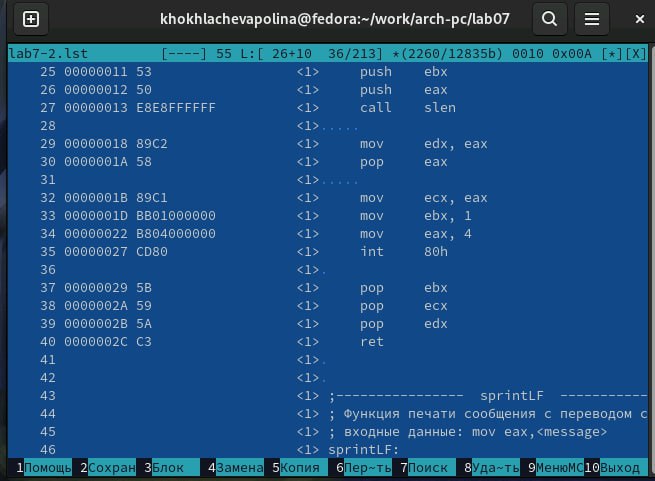 khokhlachevapolina@fedora:~/work/arch-pc/lab07
lab7-2.lst [----] 55 L:[ 26+10 36/213] *(2260/12835b) 0010 0x00A [*][X]
25 00000011 53 <1> push ebx
26 00000012 50 <1> push eax
27 00000013 E8E8FFFFFF <1> call slen
28 <1>.....
29 00000018 89C2 <1> mov edx, eax
30 0000001A 58 <1> pop eax
31 <1>.....
32 0000001B 89C1 <1> mov ecx, eax
33 0000001D BB01000000 <1> mov ebx, 1
34 00000022 B804000000 <1> mov eax, 4
35 00000027 CD80 <1> int 80h
36 <1>.
37 00000029 5B <1> pop ebx
38 0000002A 59 <1> pop ecx
39 0000002B 5A <1> pop edx
40 0000002C C3 <1> ret
41 <1>.
42 <1>.
43 <1> ;---------------- sprintLF -----------
44 <1> ; Функция печати сообщения с переводом с
45 <1> ; входные данные: mov eax,<message>
46 <1> sprintLF:
1Помощь 2Сохран 3Блок 4Замена 5Копия 6Пер~ть 7Поиск 8Уда~ть 9МенюMC 10Выход